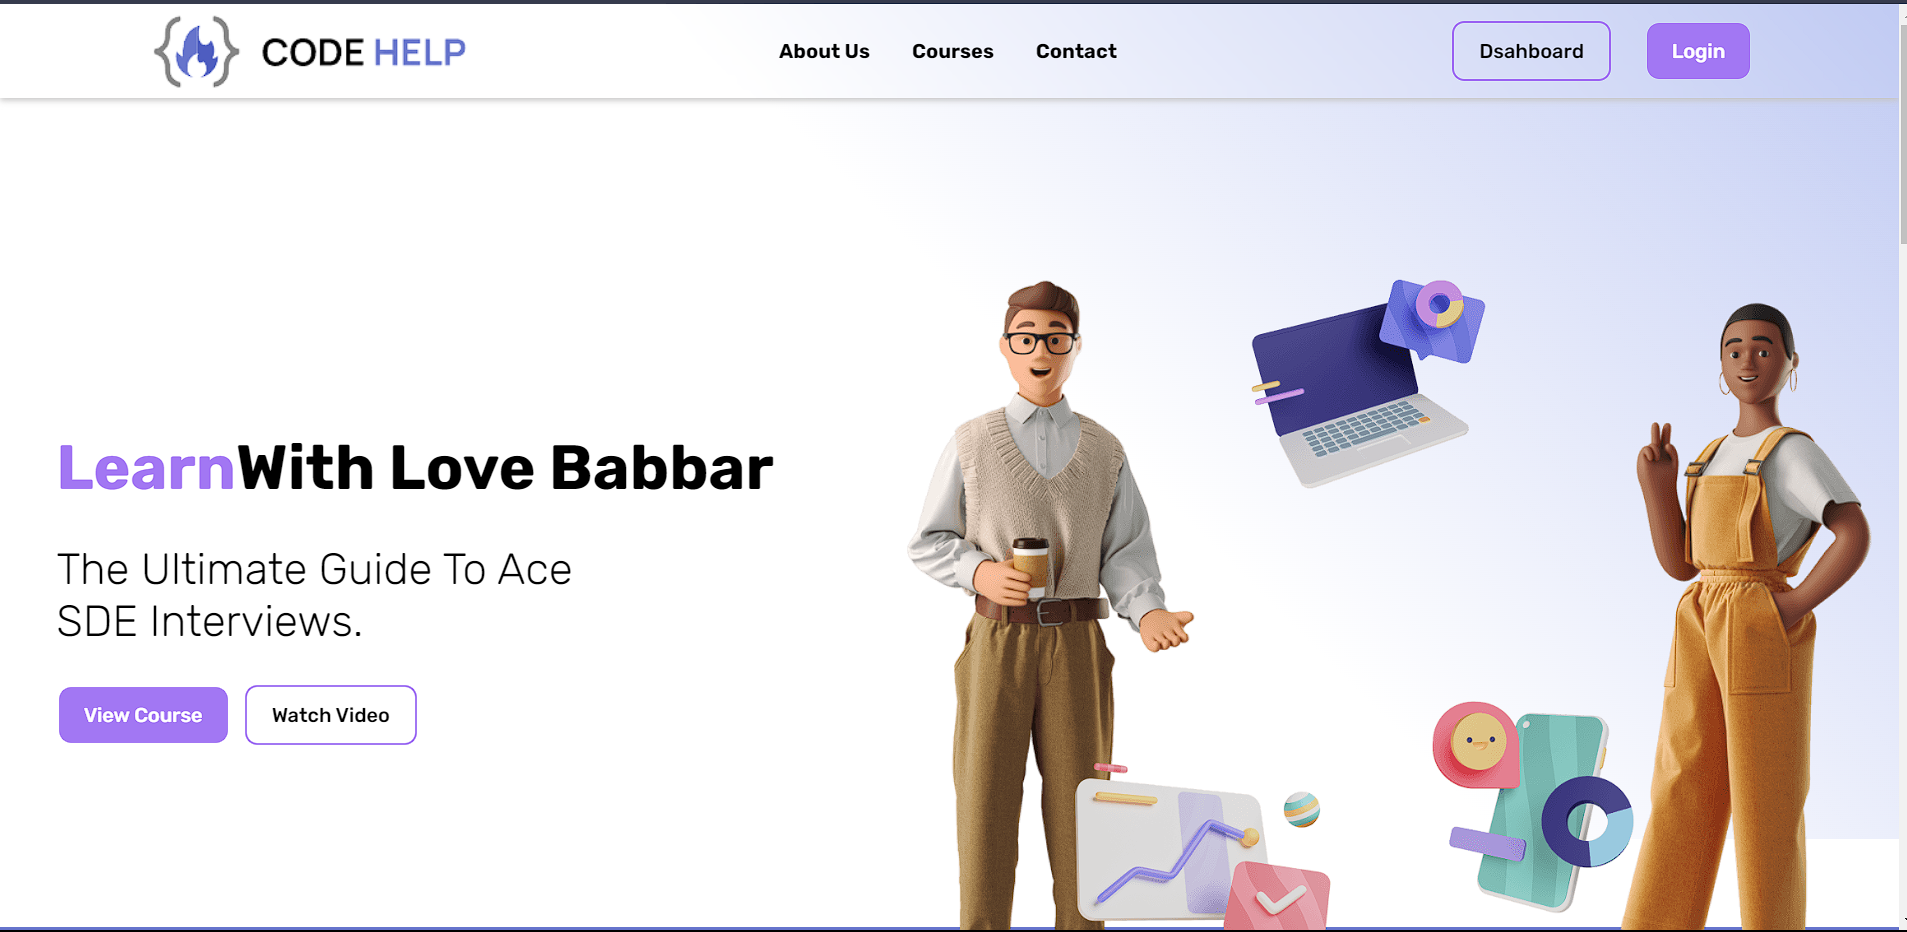 CODE HELP
About Us
Courses
Contact
Dsahboard
Login
LearnWith Love Babbar
The Ultimate Guide To Ace
SDE Interviews.
View Course
Watch Video